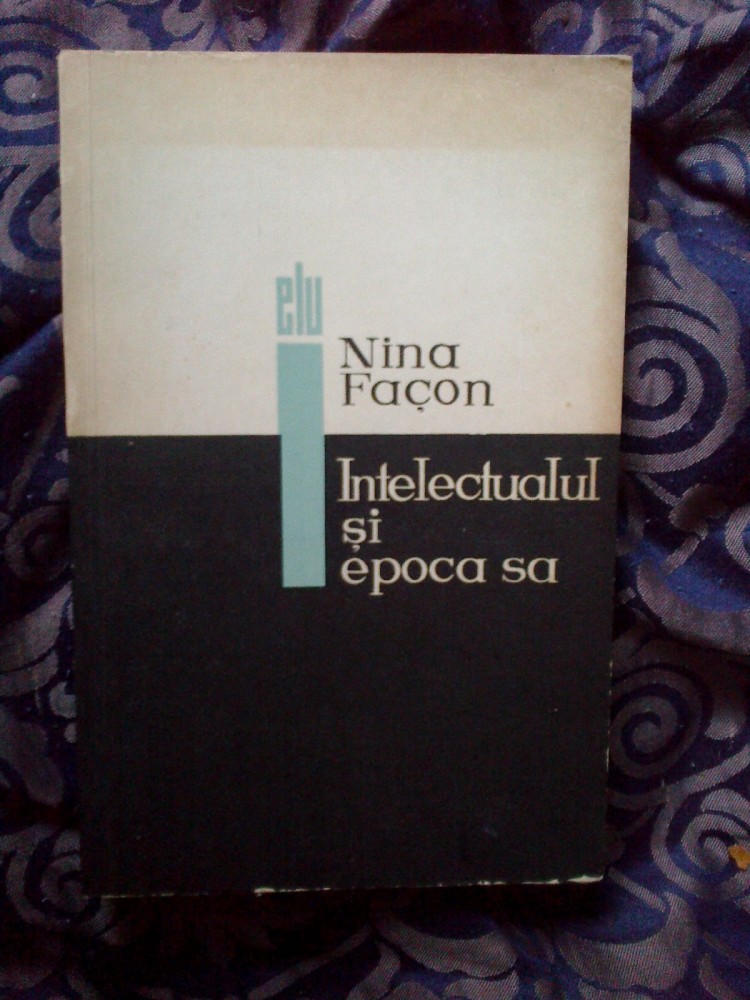 elu
Nina
Façon
Intelectualul
și
epoca sa